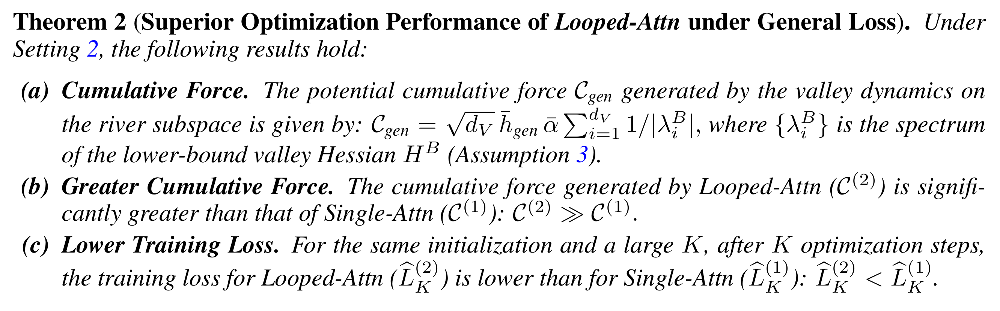 Theorem 2 (Superior Optimization Performance of Looped-Attn under General Loss). Under
Setting 2, the following results hold:
(a) Cumulative Force. The potential cumulative force $\mathcal{C}_{gen}$ generated by the valley dynamics on
the river subspace is given by: $\mathcal{C}_{gen} = \sqrt{d_V}\, \bar{h}_{gen}\, \bar{\alpha} \sum_{i=1}^{d_V} 1/|\lambda_i^B|$, where $\{\lambda_i^B\}$ is the spectrum
of the lower-bound valley Hessian $H^B$ (Assumption 3).
(b) Greater Cumulative Force. The cumulative force generated by Looped-Attn ($\mathcal{C}^{(2)}$) is signifi-
cantly greater than that of Single-Attn ($\mathcal{C}^{(1)}$): $\mathcal{C}^{(2)} \gg \mathcal{C}^{(1)}$.
(c) Lower Training Loss. For the same initialization and a large $K$, after $K$ optimization steps,
the training loss for Looped-Attn ($\widehat{L}_K^{(2)}$) is lower than for Single-Attn ($\widehat{L}_K^{(1)}$): $\widehat{L}_K^{(2)} < \widehat{L}_K^{(1)}$.